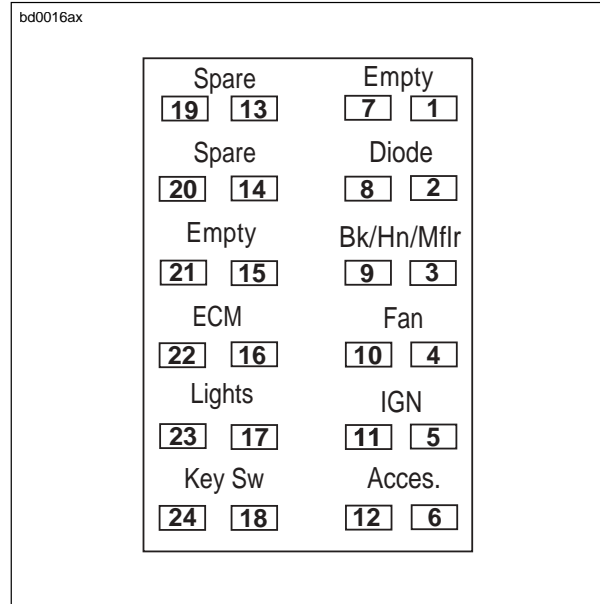 bd0016ax
Spare Empty
19 13 7 1
Spare Diode
20 14 8 2
Empty Bk/Hn/Mflr
21 15 9 3
ECM Fan
22 16 10 4
Lights IGN
23 17 11 5
Key Sw Acces.
24 18 12 6